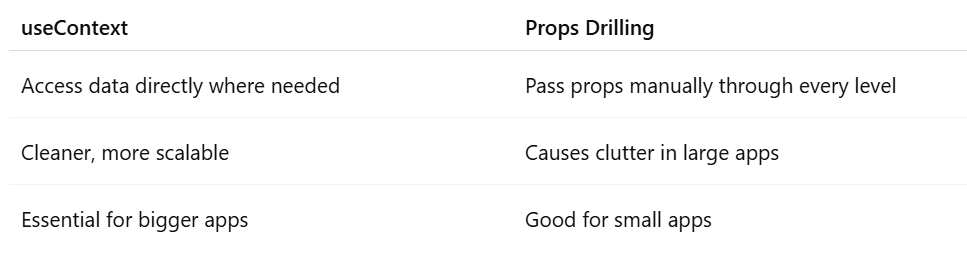 useContext Props Drilling
Access data directly where needed Pass props manually through every level
Cleaner, more scalable Causes clutter in large apps
Essential for bigger apps Good for small apps